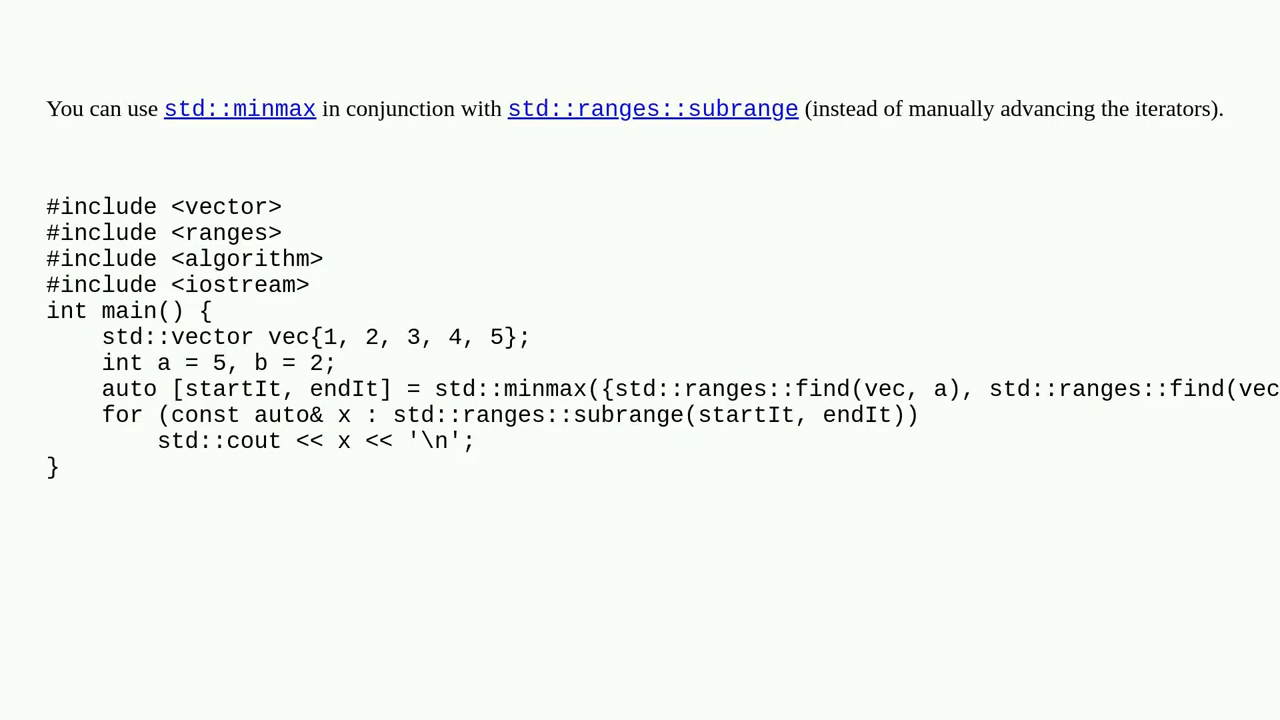 You can use std::minmax in conjunction with std::ranges::subrange (instead of manually advancing the iterators).
#include <vector>
#include <ranges>
#include <algorithm>
#include <iostream>
int main() {
    std::vector vec{1, 2, 3, 4, 5};
    int a = 5, b = 2;
    auto [startIt, endIt] = std::minmax({std::ranges::find(vec, a), std::ranges::find(vec
    for (const auto& x : std::ranges::subrange(startIt, endIt))
        std::cout << x << '\n';
}